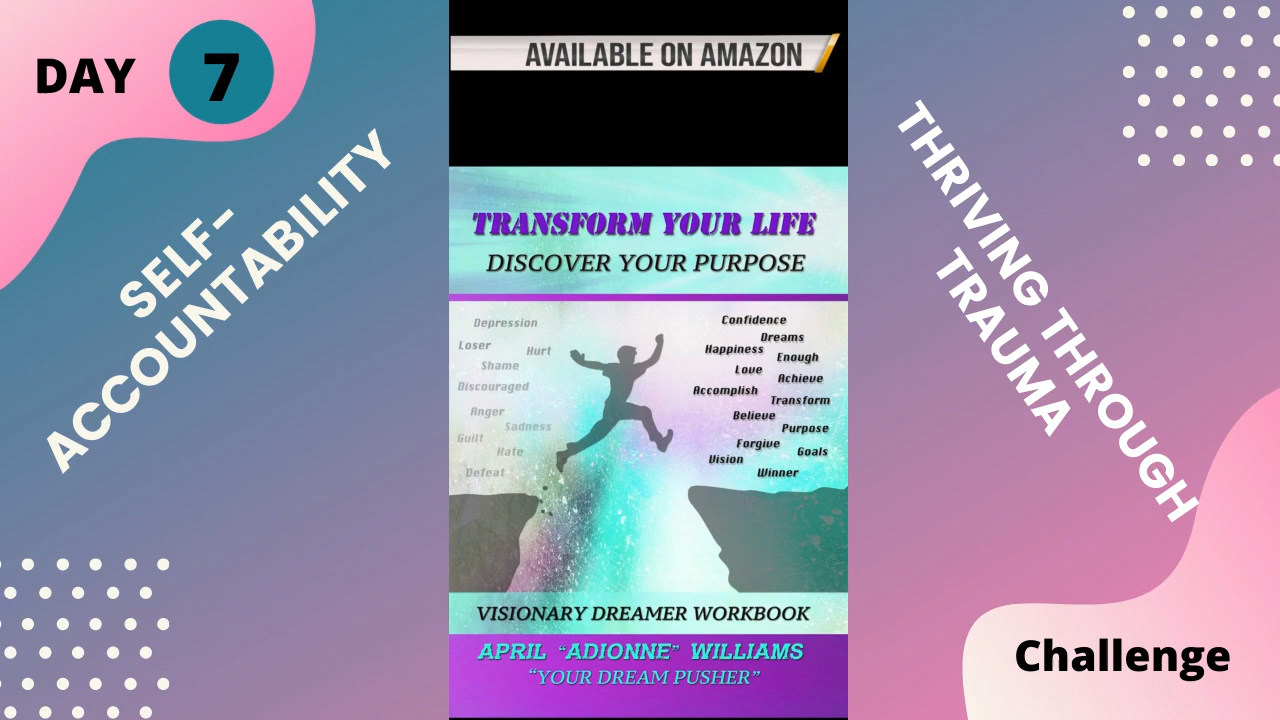 DAY 7
SELF-
ACCOUNTABILITY
AVAILABLE ON AMAZON
TRANSFORM YOUR LIFE
DISCOVER YOUR PURPOSE
Depression
Loser
Hurt
Shame
Discouraged
Anger
Sadness
Guilt
Hate
Defeat
Confidence
Dreams
Happiness
Enough
Love
Achieve
Accomplish
Transform
Believe
Purpose
Forgive
Goals
Vision
Winner
VISIONARY DREAMER WORKBOOK
APRIL "ADIONNE" WILLIAMS
"YOUR DREAM PUSHER"
THRIVING THROUGH
TRAUMA
Challenge